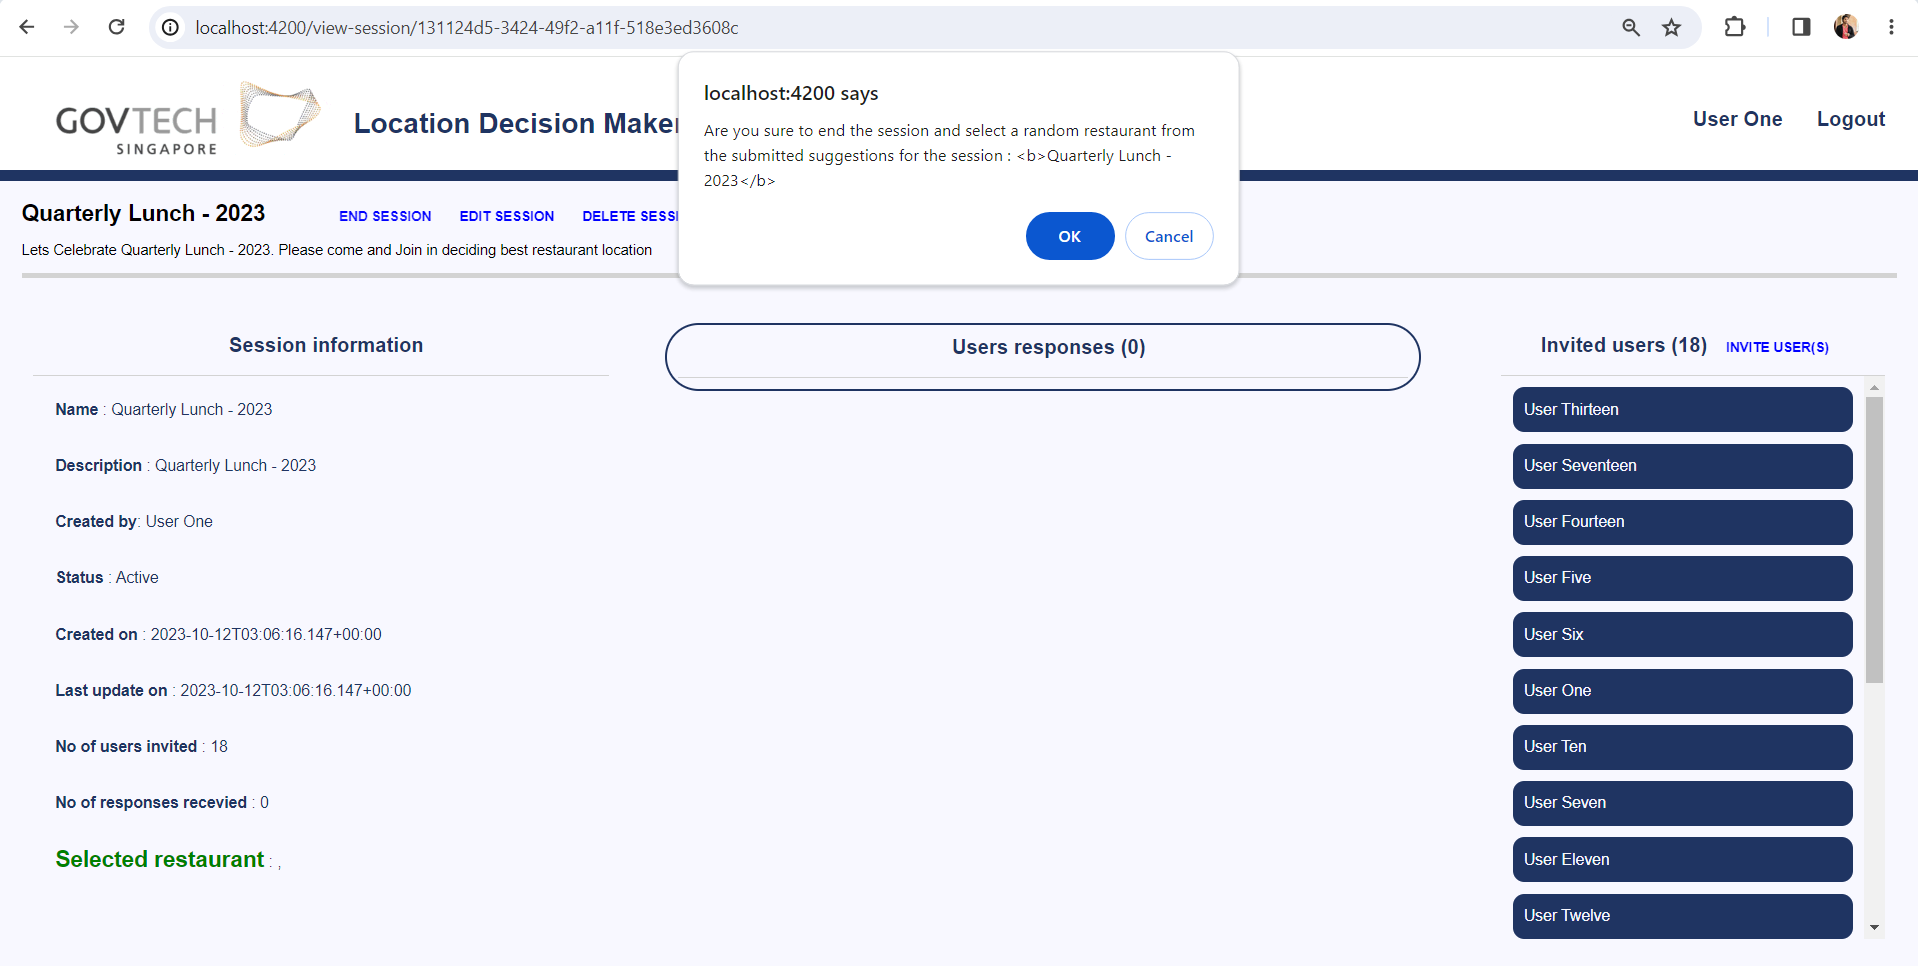 localhost:4200/view-session/131124d5-3424-49f2-a11f-518e3ed3608c
localhost:4200 says
Are you sure to end the session and select a random restaurant from
the submitted suggestions for the session : <b>Quarterly Lunch -
2023</b>
OK
Cancel
GOVTECH
SINGAPORE
Location Decision Maker
User One
Logout
Quarterly Lunch - 2023
END SESSION
EDIT SESSION
DELETE SESSI
Lets Celebrate Quarterly Lunch - 2023. Please come and Join in deciding best restaurant location
Session information
Name : Quarterly Lunch - 2023
Description : Quarterly Lunch - 2023
Created by: User One
Status : Active
Created on : 2023-10-12T03:06:16.147+00:00
Last update on : 2023-10-12T03:06:16.147+00:00
No of users invited : 18
No of responses recevied : 0
Selected restaurant : ,
Users responses (0)
Invited users (18)
INVITE USER(S)
User Thirteen
User Seventeen
User Fourteen
User Five
User Six
User One
User Ten
User Seven
User Eleven
User Twelve